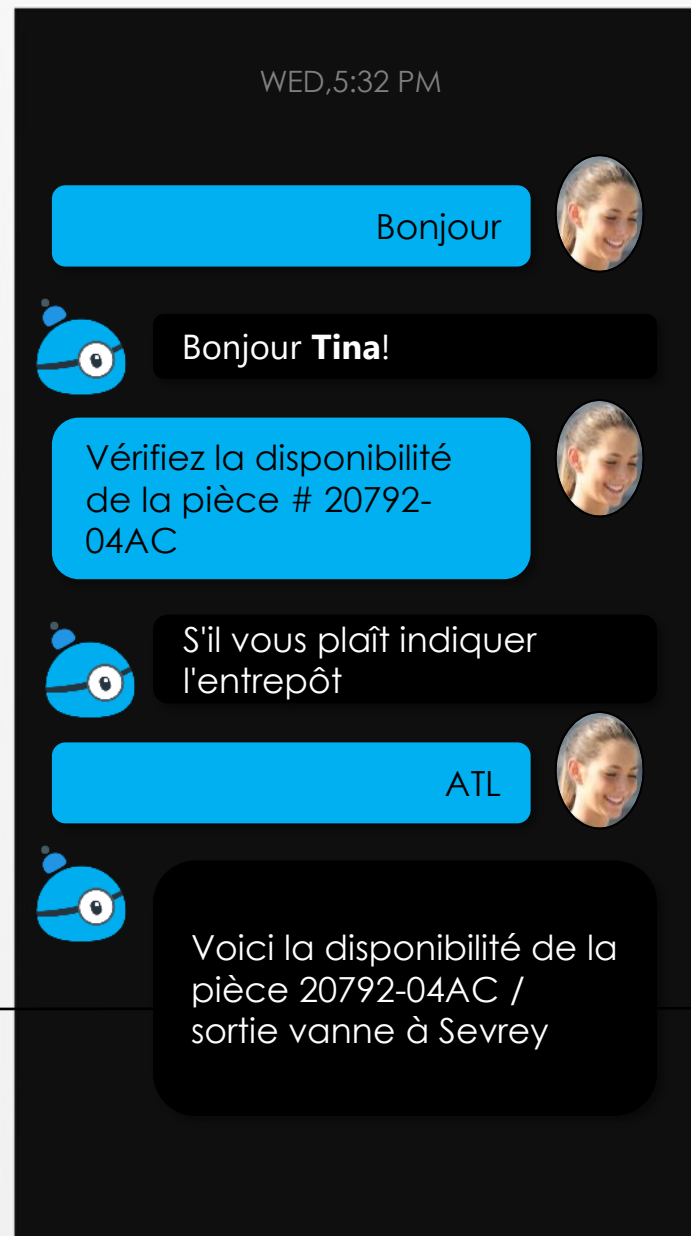 WED,5:32 PM
Bonjour
Bonjour Tina!
Vérifiez la disponibilité
de la pièce # 20792-
04AC
S'il vous plaît indiquer
l'entrepôt
ATL
Voici la disponibilité de la
pièce 20792-04AC /
sortie vanne à Sevrey